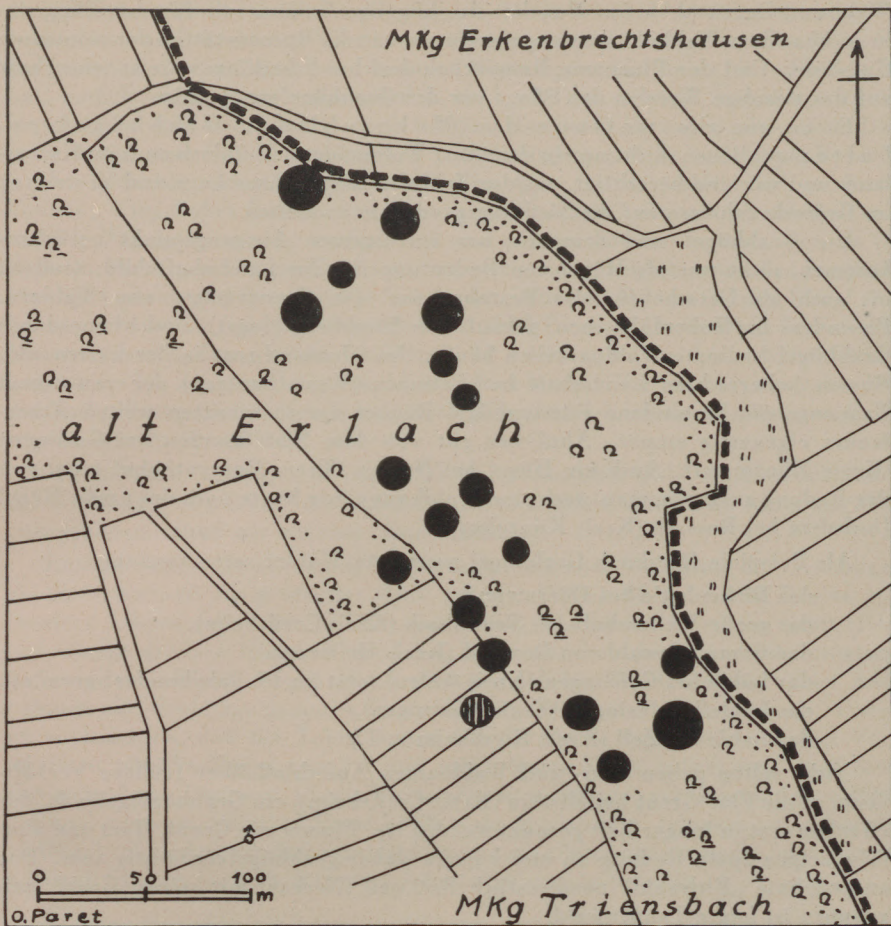 MKg Erkenbrechtshausen
alt Erlach
0 50 100
m
O. Paret
MKg Triensbach